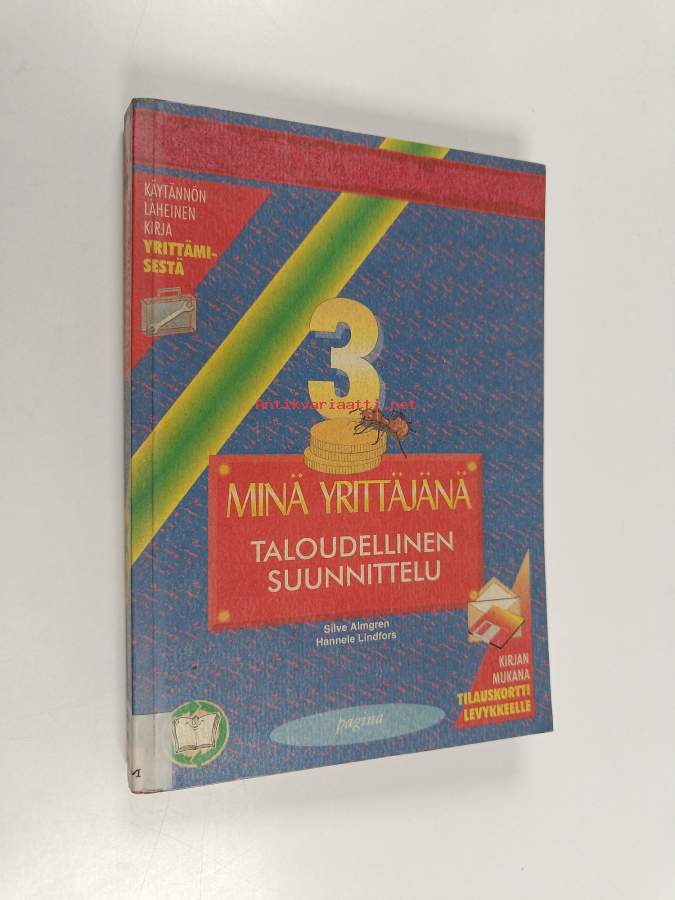 KÄYTÄNNÖN
LÄHEINEN
KIRJA
YRITTÄMI-
SESTÄ
3
Antikvariaatti.net
MINÄ YRITTÄJÄNÄ
TALOUDELLINEN
SUUNNITTELU
Silve Almgren
Hannele Lindfors
KIRJAN
MUKANA
TILAUSKORTTI
LEVYKKEELLE
pagina